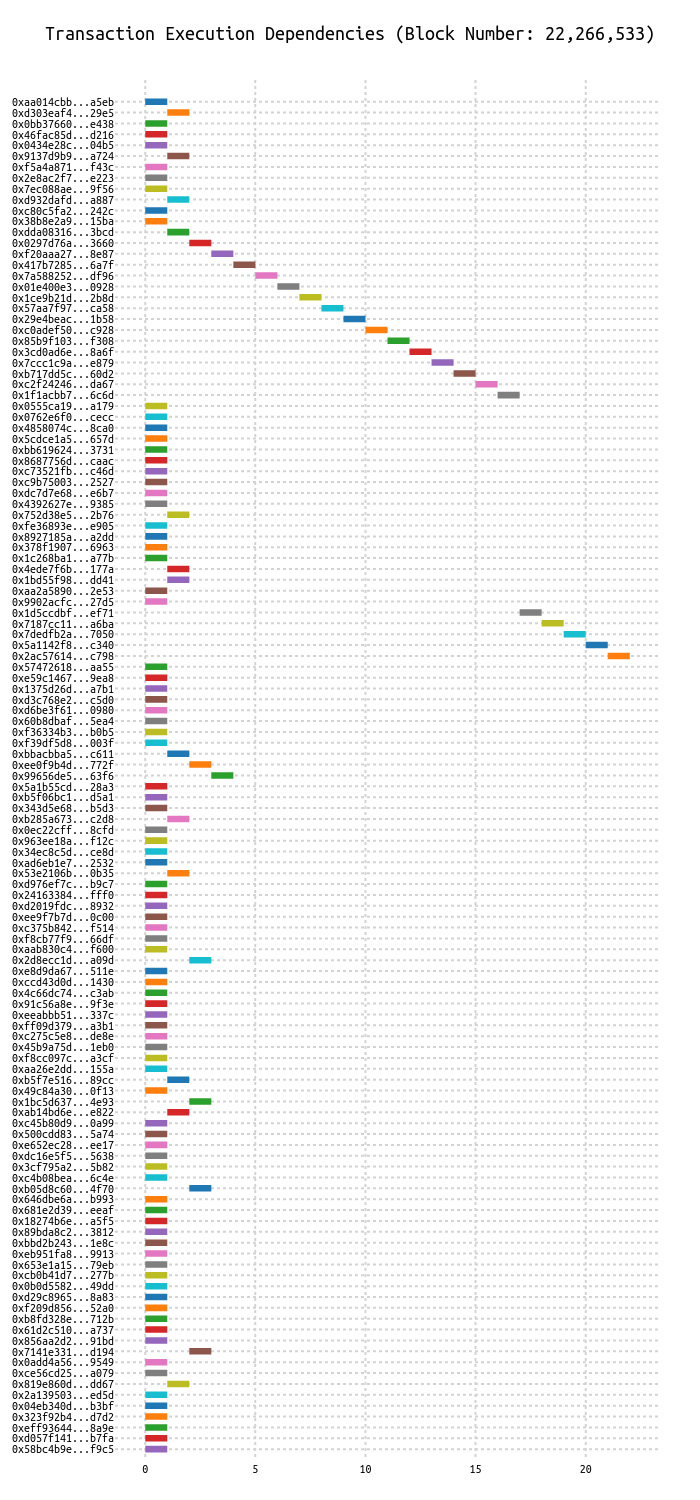 Transaction Execution Dependencies (Block Number: 22,266,533)
0xaa014cbb...a5eb
0xd303eaf4...29e5
0x0bb37660...e438
0x46fac85d...d216
0x0434e28c...04b5
0x9137d9b9...a724
0xf5a4a871...f43c
0x2e8ac2f7...e223
0x7ec088ae...9f56
0xd932dafd...a887
0xc80c5fa2...242c
0x38b8e2a9...15ba
0xdda08316...3bcd
0x0297d76a...3660
0xf20aaa27...8e87
0x417b7285...6a7f
0x7a588252...df96
0x01e400e3...0928
0x1ce9b21d...2b8d
0x57aa7f97...ca58
0x29e4beac...1b58
0xc0adef50...c928
0x85b9f103...f308
0x3cd0ad6e...8a6f
0x7ccc1c9a...e879
0xb717dd5c...60d2
0xc2f24246...da67
0x1f1acbb7...6c6d
0x0555ca19...a179
0x0762e6f0...cecc
0x4858074c...8ca0
0x5cdce1a5...657d
0xbb619624...3731
0x8687756d...caac
0xc73521fb...c46d
0xc9b75003...2527
0xdc7d7e68...e6b7
0x4392627e...9385
0x752d38e5...2b76
0xfe36893e...e905
0x8927185a...a2dd
0x378f1907...6963
0x1c268ba1...a77b
0x4ede7f6b...177a
0x1bd55f98...dd41
0xaa2a5890...2e53
0x9902acfc...27d5
0x1d5ccdbf...ef71
0x7187cc11...a6ba
0x7dedfb2a...7050
0x5a1142f8...c340
0x2ac57614...c798
0x57472618...aa55
0xe59c1467...9ea8
0x1375d26d...a7b1
0xd3c768e2...c5d0
0xd6be3f61...0980
0x60b8dbaf...5ea4
0xf36334b3...b0b5
0xf39df5d8...003f
0xbbacbba5...c611
0xee0f9b4d...772f
0x99656de5...63f6
0x5a1b55cd...28a3
0xb5f06bc1...d5a1
0x343d5e68...b5d3
0xb285a673...c2d8
0x0ec22cff...8cfd
0x963ee18a...f12c
0x34ec8c5d...ce8d
0xad6eb1e7...2532
0x53e2106b...0b35
0xd976ef7c...b9c7
0x24163384...fff0
0xd2019fdc...8932
0xee9f7b7d...0c00
0xc375b842...f514
0xf8cb77f9...66df
0xaab830c4...f600
0x2d8ecc1d...a09d
0xe8d9da67...511e
0xccd43d0d...1430
0x4c66dc74...c3ab
0x91c56a8e...9f3e
0xeeabbb51...337c
0xff09d379...a3b1
0xc275c5e8...de8e
0x45b9a75d...1eb0
0xf8cc097c...a3cf
0xaa26e2dd...155a
0xb5f7e516...89cc
0x49c84a30...0f13
0x1bc5d637...4e93
0xab14bd6e...e822
0xc45b80d9...0a99
0x500cdd83...5a74
0xe652ec28...ee17
0xdc16e5f5...5638
0x3cf795a2...5b82
0xc4b08bea...6c4e
0xb05d8c60...4f70
0x646dbe6a...b993
0x681e2d39...eeaf
0x18274b6e...a5f5
0x89bda8c2...3812
0xbbd2b243...1e8c
0xeb951fa8...9913
0x653e1a15...79eb
0xcb0b41d7...277b
0x0b0d5582...49dd
0xd29c8965...8a83
0xf209d856...52a0
0xb8fd328e...712b
0x61d2c510...a737
0x856aa2d2...91bd
0x7141e331...d194
0x0add4a56...9549
0xce56cd25...a079
0x819e860d...dd67
0x2a139503...ed5d
0x04eb340d...b3bf
0x323f92b4...d7d2
0xeff93644...8a9e
0xd057f141...b7fa
0x58bc4b9e...f9c5
0 5 10 15 20